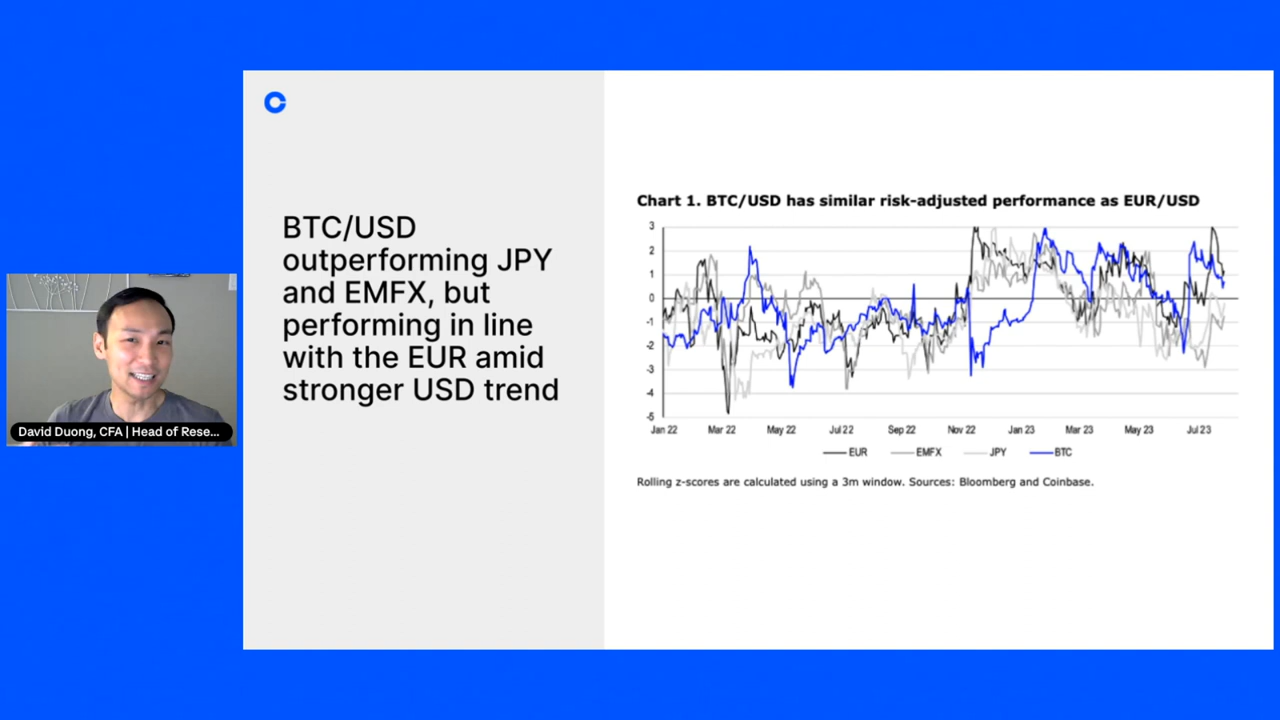 BTC/USD
outperforming JPY
and EMFX, but
performing in line
with the EUR amid
stronger USD trend
David Duong, CFA | Head of Rese...
Chart 1. BTC/USD has similar risk-adjusted performance as EUR/USD
3
2
1
0
-1
-2
-3
-4
-5
Jan 22 Mar 22 May 22 Jul 22 Sep 22 Nov 22 Jan 23 Mar 23 May 23 Jul 23
EUR EMFX JPY BTC
Rolling z-scores are calculated using a 3m window. Sources: Bloomberg and Coinbase.